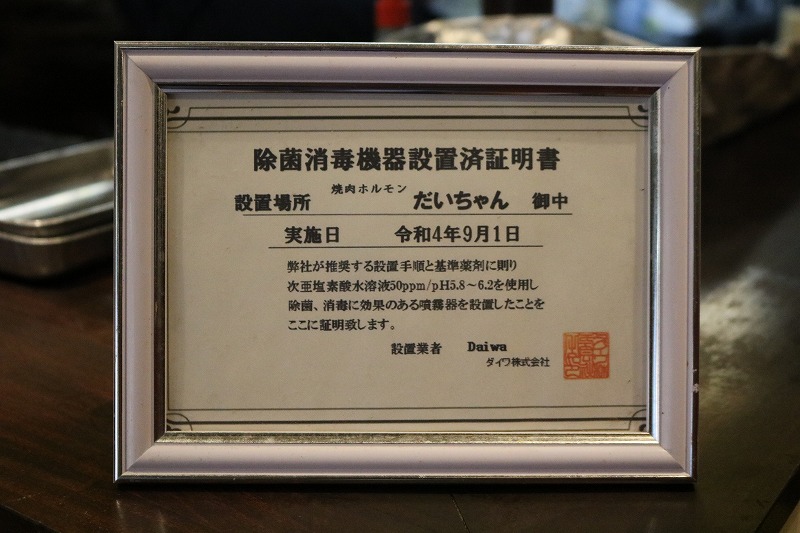 除菌消毒機器設置済証明書
設置場所 焼肉ホルモン だいちゃん 御中
実施日 令和4年9月1日
弊社が推奨する設置手順と基準薬剤に則り
次亜塩素酸水溶液50ppm/pH5.8～6.2を使用し
除菌、消毒に効果のある噴霧器を設置したことを
ここに証明致します。
設置業者 Daiwa
ダイワ株式会社